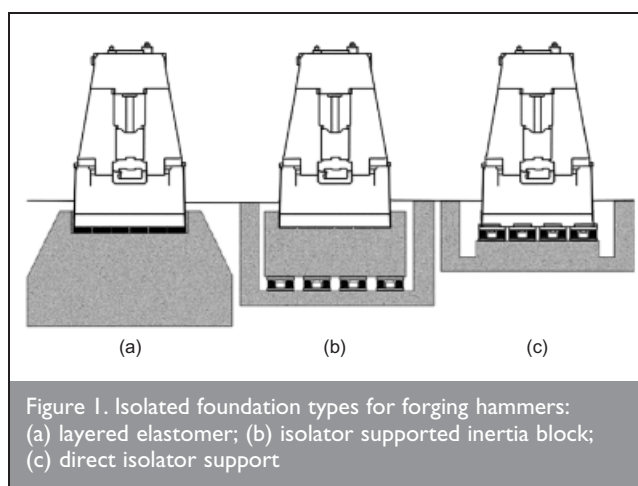 (a)
(b)
(c)
Figure 1. Isolated foundation types for forging hammers:
(a) layered elastomer; (b) isolator supported inertia block;
(c) direct isolator support